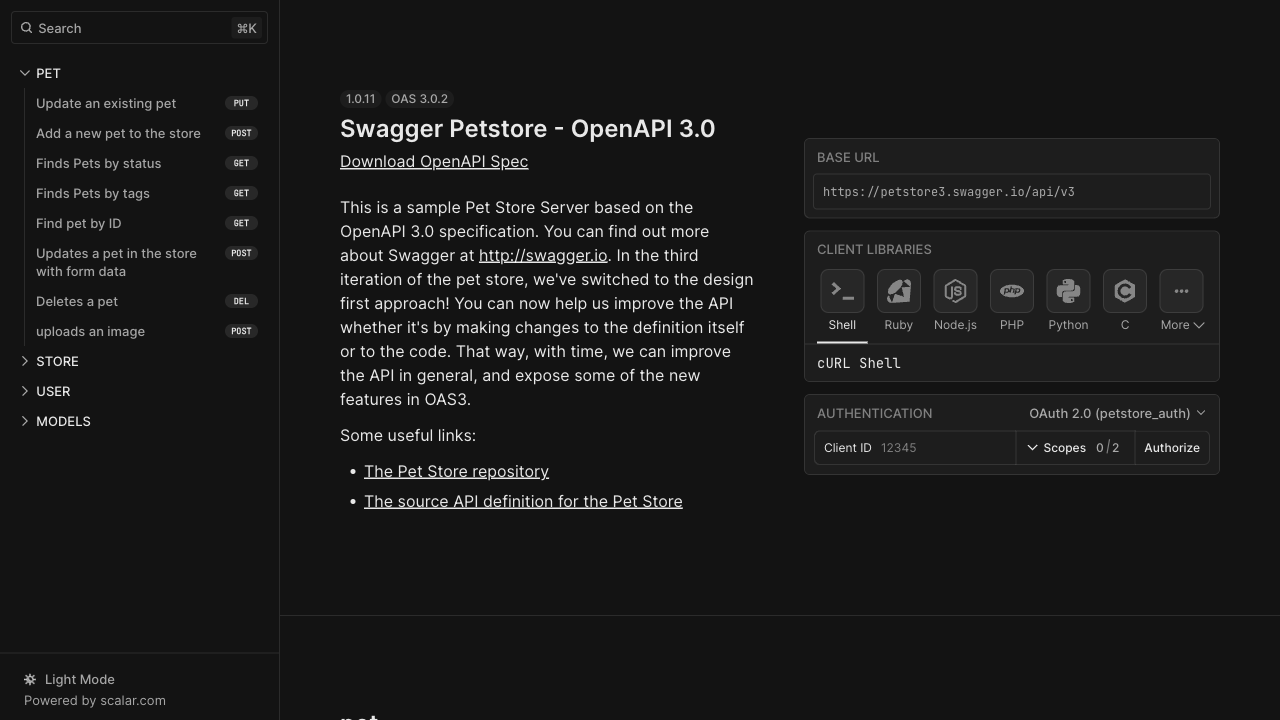 Search
⌘K
PET
Update an existing pet PUT
Add a new pet to the store POST
Finds Pets by status GET
Finds Pets by tags GET
Find pet by ID GET
Updates a pet in the store POST
with form data
Deletes a pet DEL
uploads an image POST
STORE
USER
MODELS
Light Mode
Powered by scalar.com
1.0.11 OAS 3.0.2
Swagger Petstore - OpenAPI 3.0
Download OpenAPI Spec
This is a sample Pet Store Server based on the
OpenAPI 3.0 specification. You can find out more
about Swagger at http://swagger.io. In the third
iteration of the pet store, we've switched to the design
first approach! You can now help us improve the API
whether it's by making changes to the definition itself
or to the code. That way, with time, we can improve
the API in general, and expose some of the new
features in OAS3.
Some useful links:
• The Pet Store repository
• The source API definition for the Pet Store
BASE URL
https://petstore3.swagger.io/api/v3
CLIENT LIBRARIES
php
Shell Ruby Node.js PHP Python C More
cURL Shell
AUTHENTICATION OAuth 2.0 (petstore_auth)
Client ID 12345 Scopes 0/2 Authorize
pet